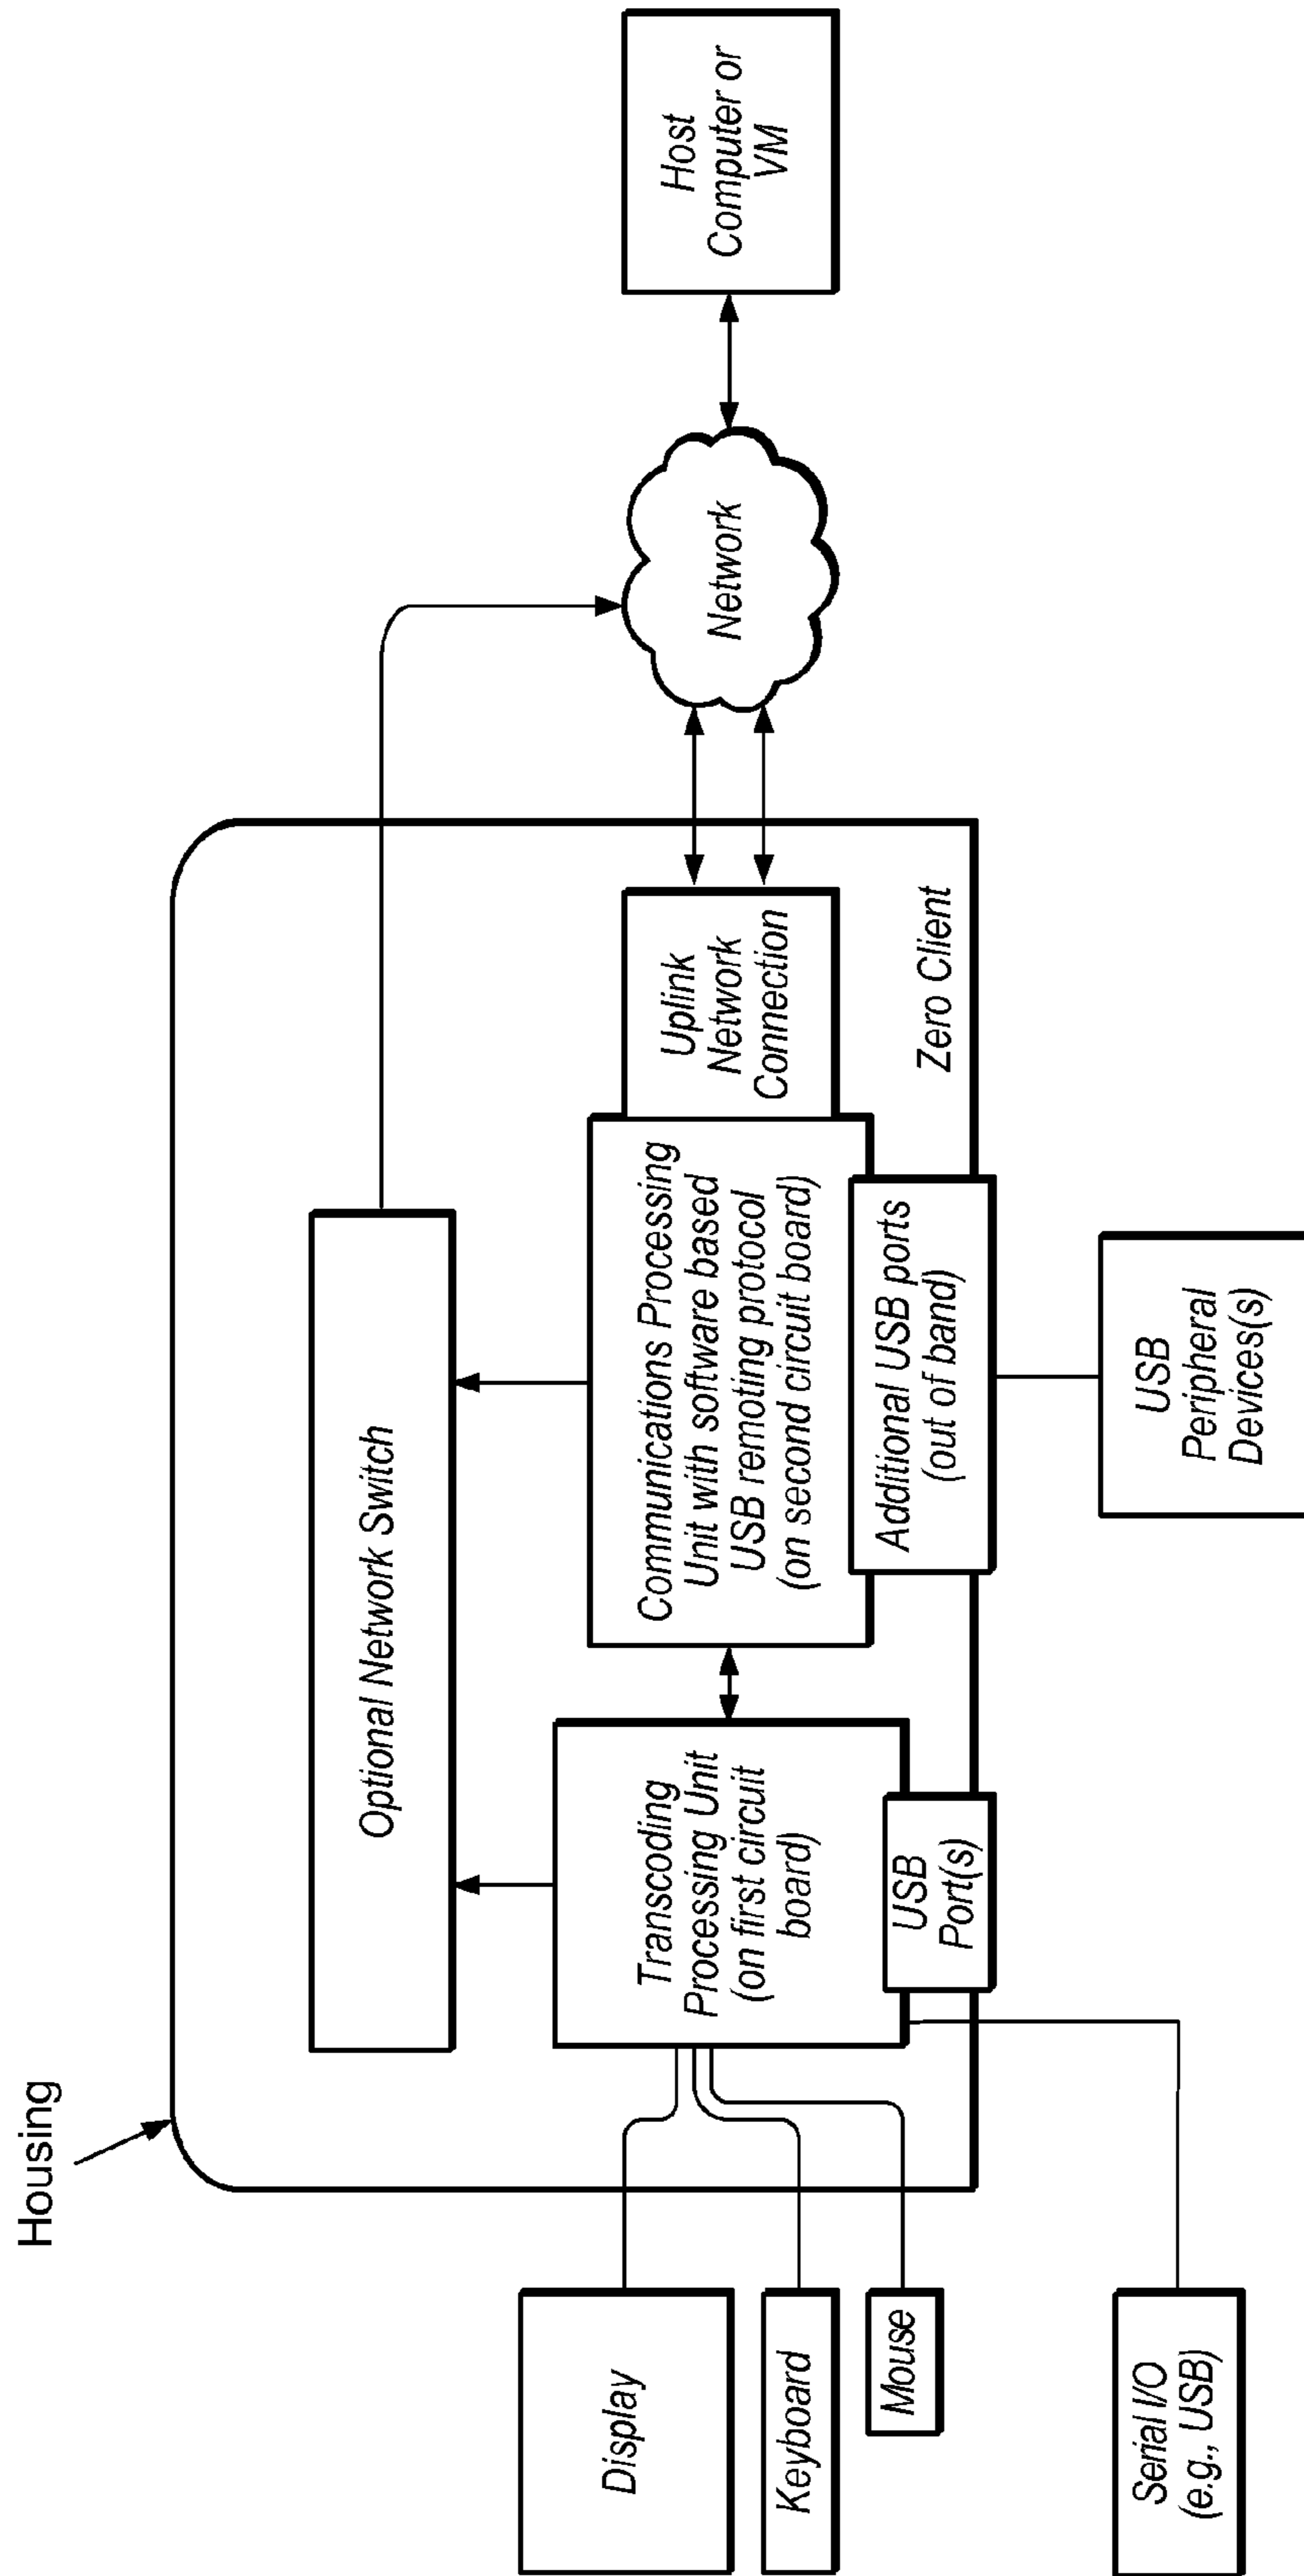 Housing
Optional Network Switch
Display
Keyboard
Mouse
Serial I/O
(e.g., USB)
Transcoding
Processing Unit
(on first circuit
board)
USB
Port(s)
Communications Processing
Unit with software based
USB remoting protocol
(on second circuit board)
Additional USB ports
(out of band)
USB
Peripheral
Devices(s)
Uplink
Network
Connection
Zero Client
Network
Host
Computer or
VM